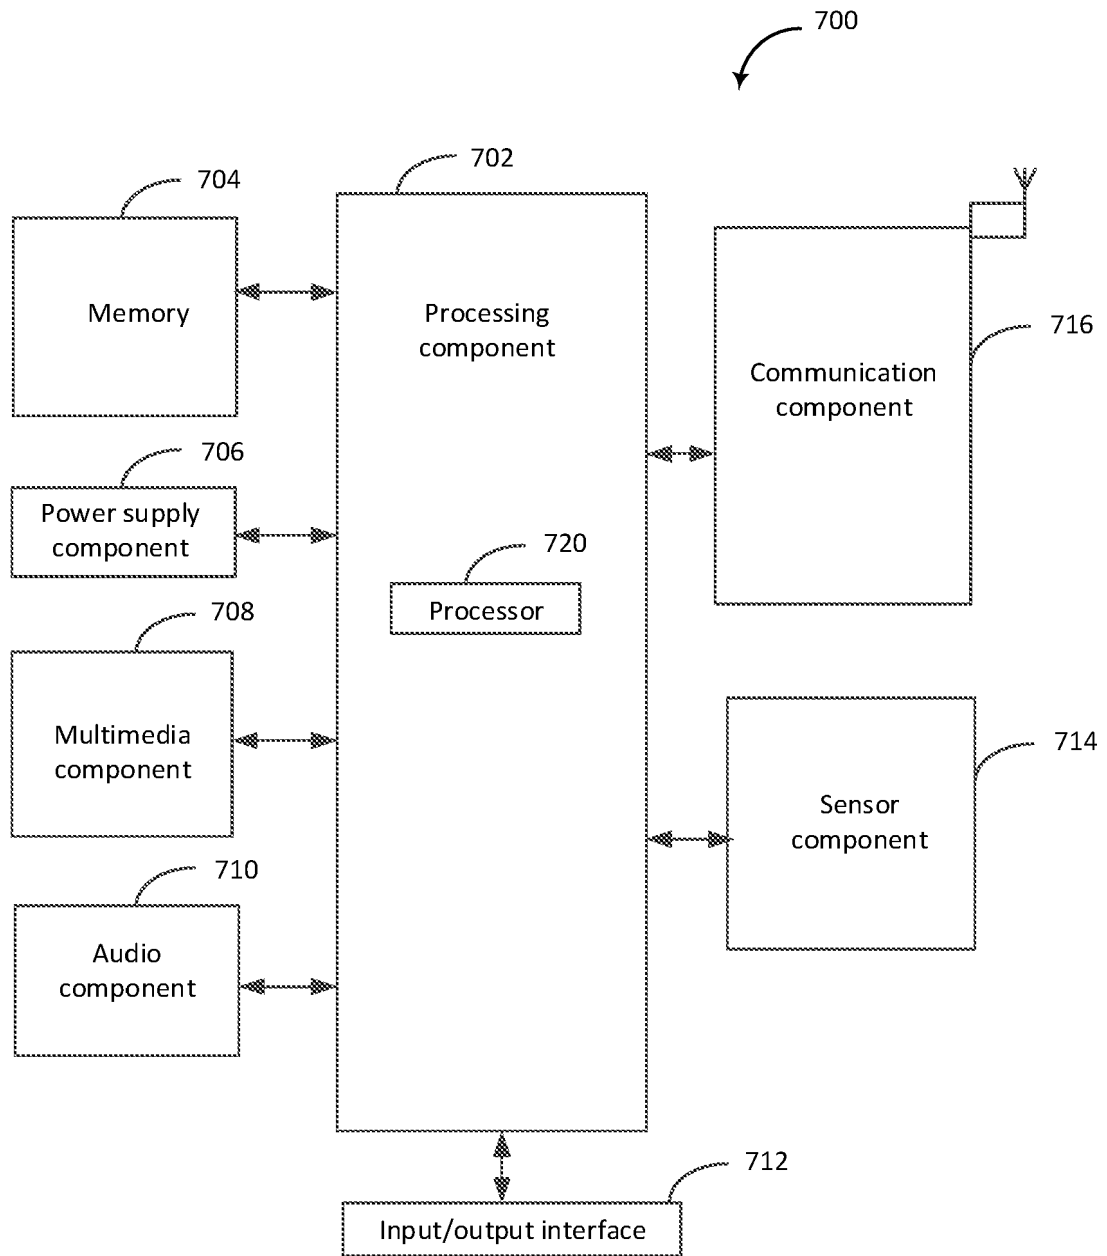 700
702
704
Memory
Processing
component
716
Communication
component
706
Power supply
component
720
Processor
708
Multimedia
component
714
Sensor
component
710
Audio
component
712
Input/output interface